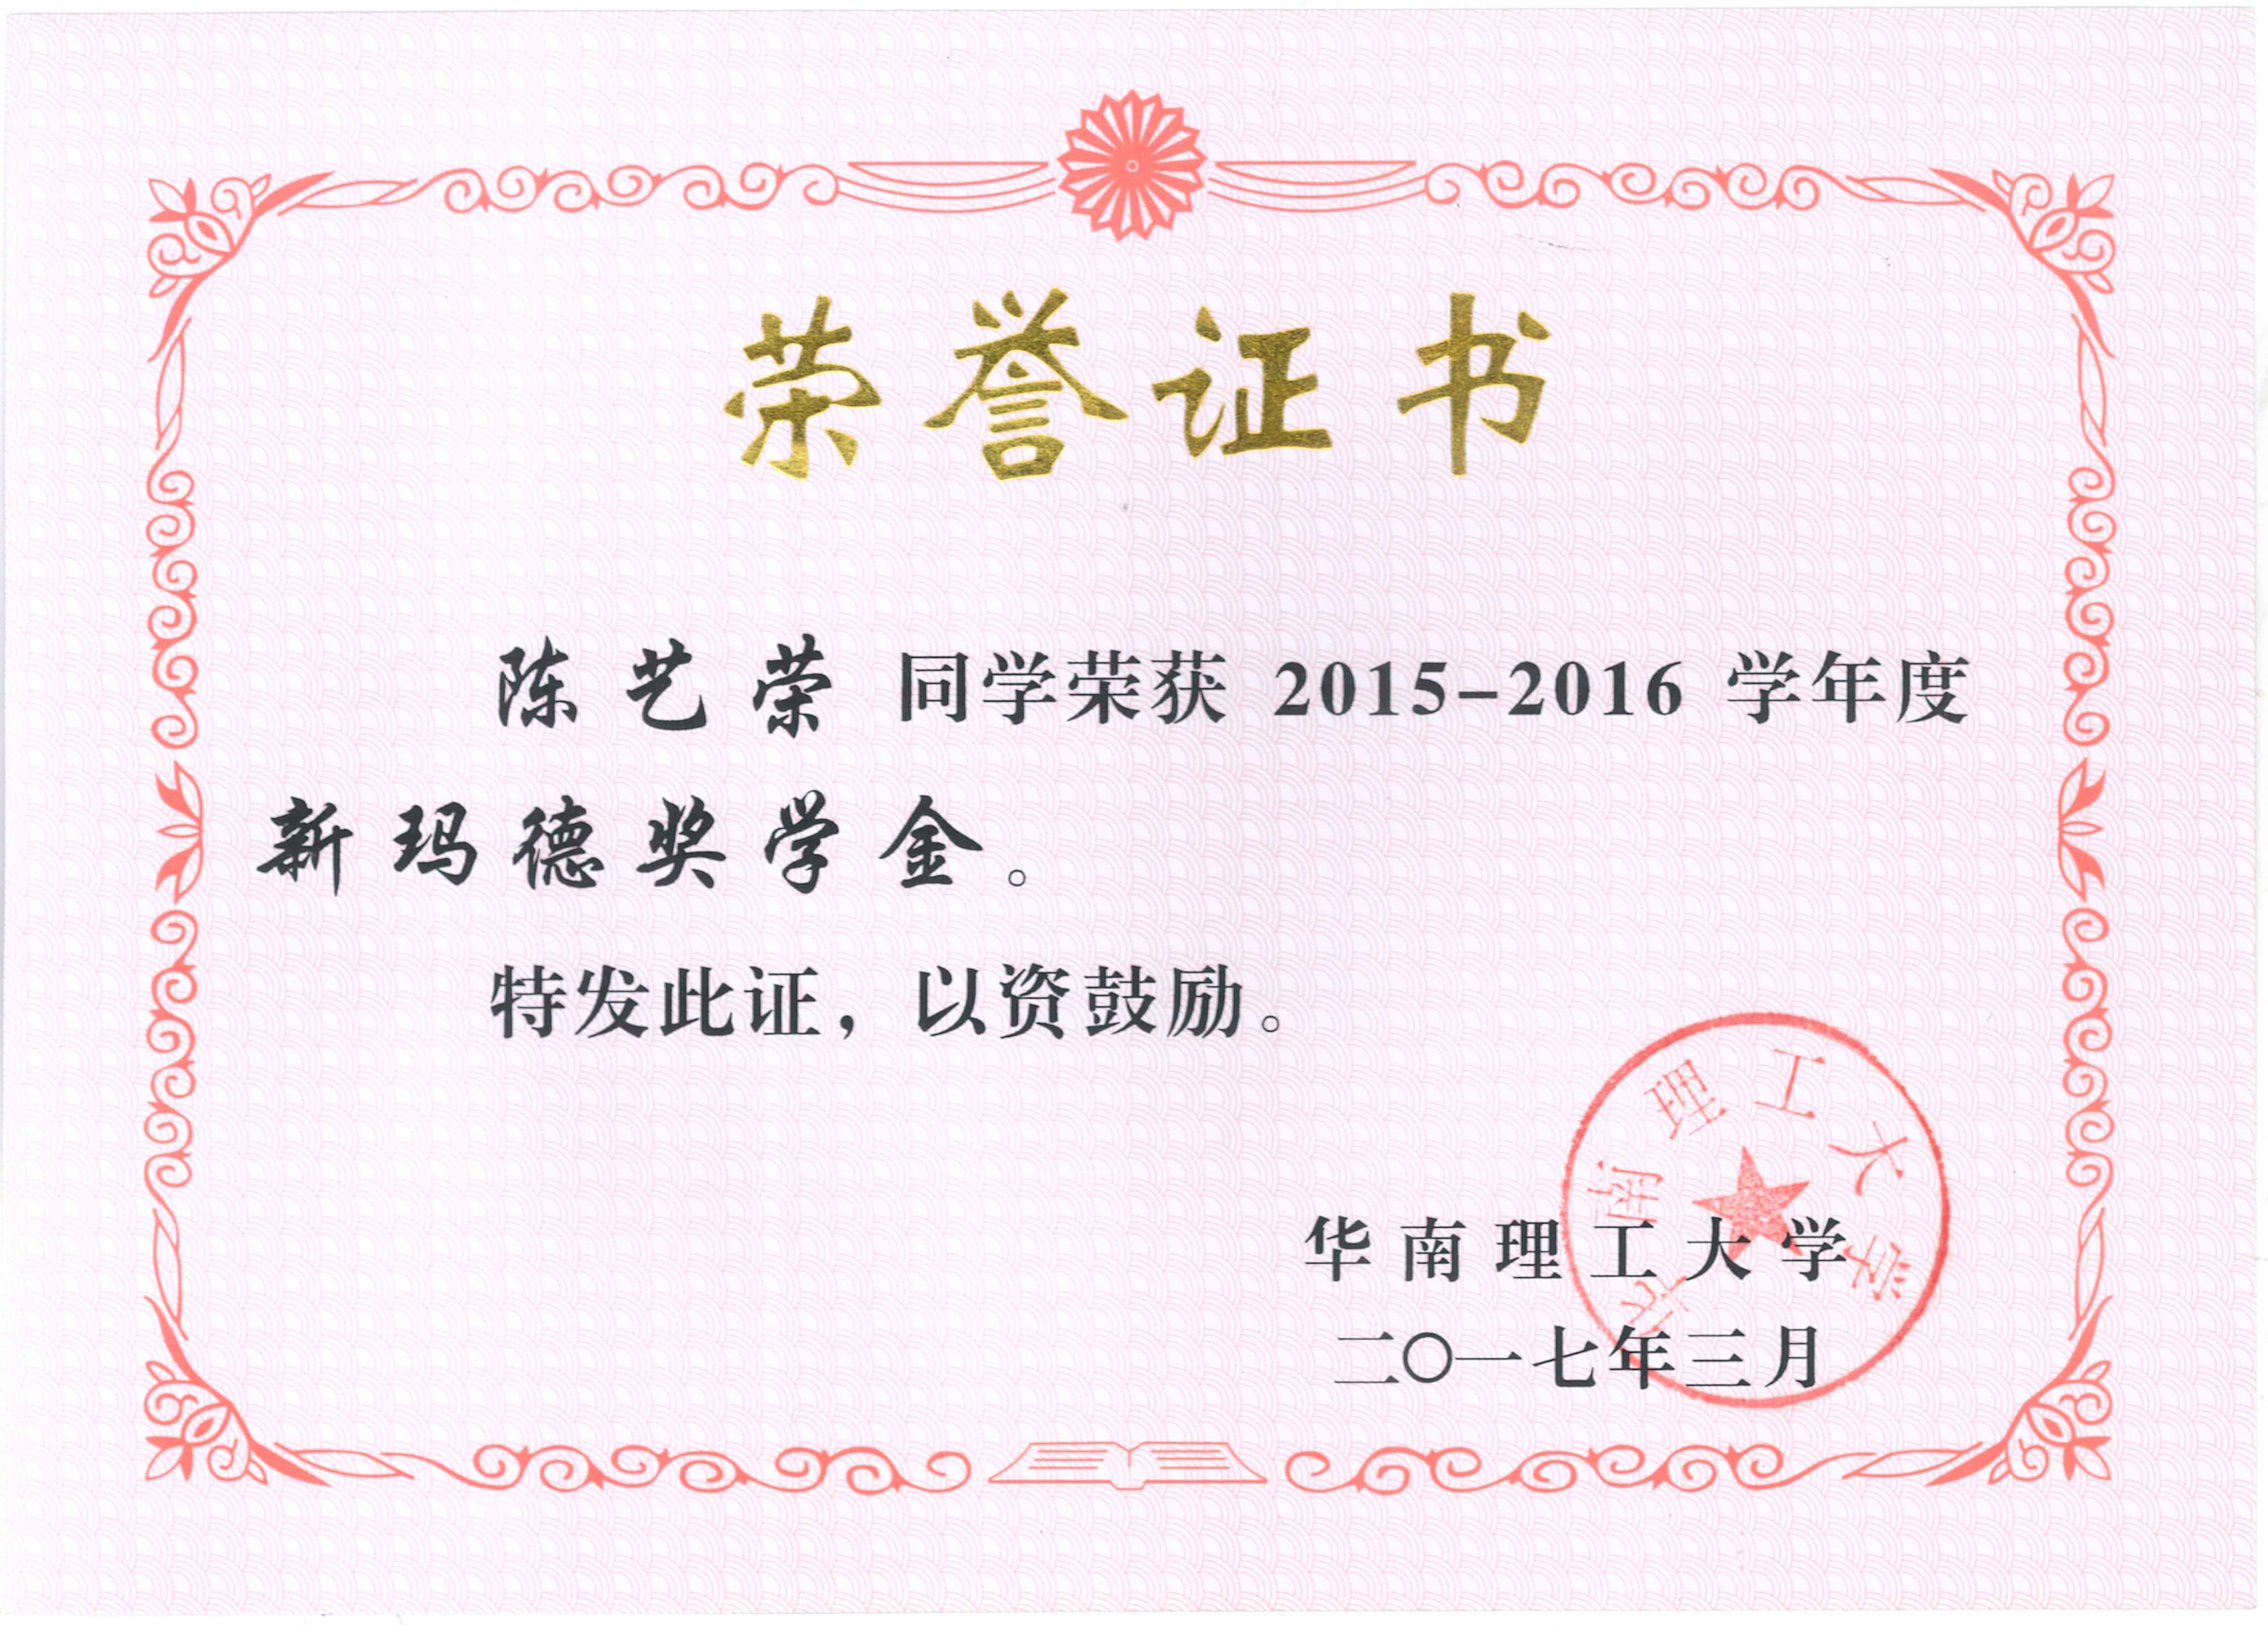 荣誉证书
陈艺荣 同学荣获 2015-2016 学年度
新玛德奖学金。
特发此证，以资鼓励。
华南理工大学
二〇一七年三月
华南理工大学